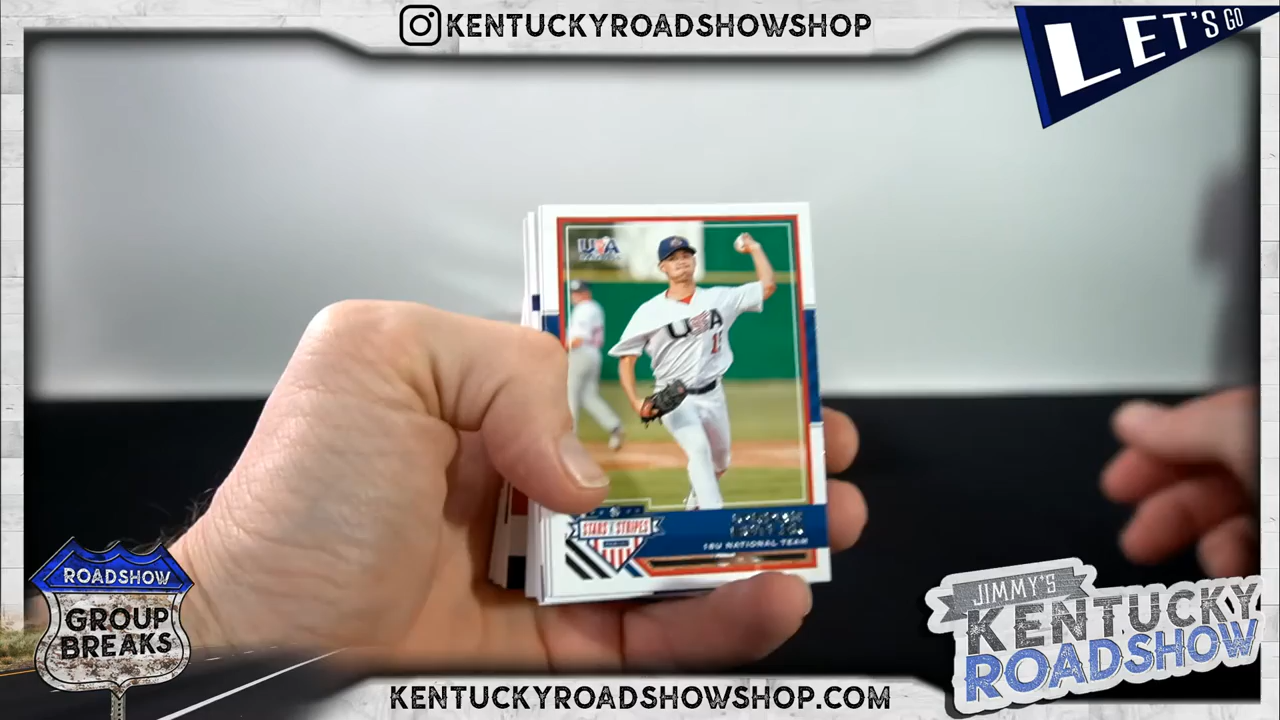 KENTUCKYROADSHOWSHOP
LET'S GO
USA
USA
STARS & STRIPES
18U NATIONAL TEAM
ROADSHOW
GROUP
BREAKS
JIMMY'S
KENTUCKY
ROADSHOW
KENTUCKYROADSHOWSHOP.COM